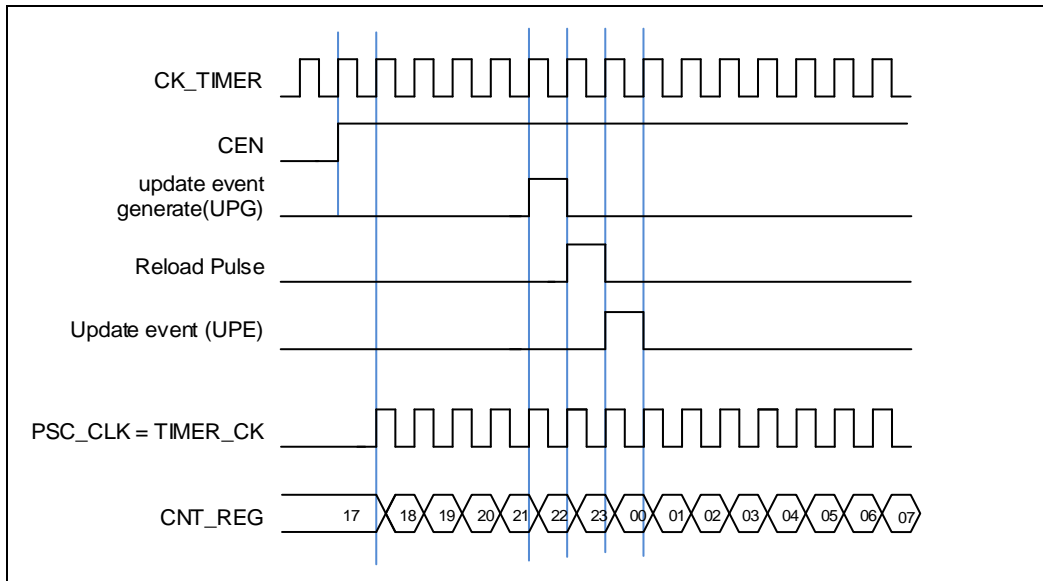 CK_TIMER
CEN
update event
generate(UPG)
Reload Pulse
Update event (UPE)
PSC_CLK = TIMER_CK
CNT_REG 17 18 19 20 21 22 23 00 01 02 03 04 05 06 07